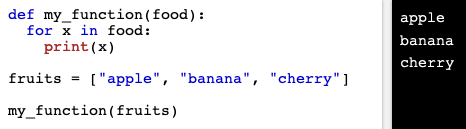 def my_function(food):
  for x in food:
    print(x)
fruits = ["apple", "banana", "cherry"]
my_function(fruits)
apple
banana
cherry